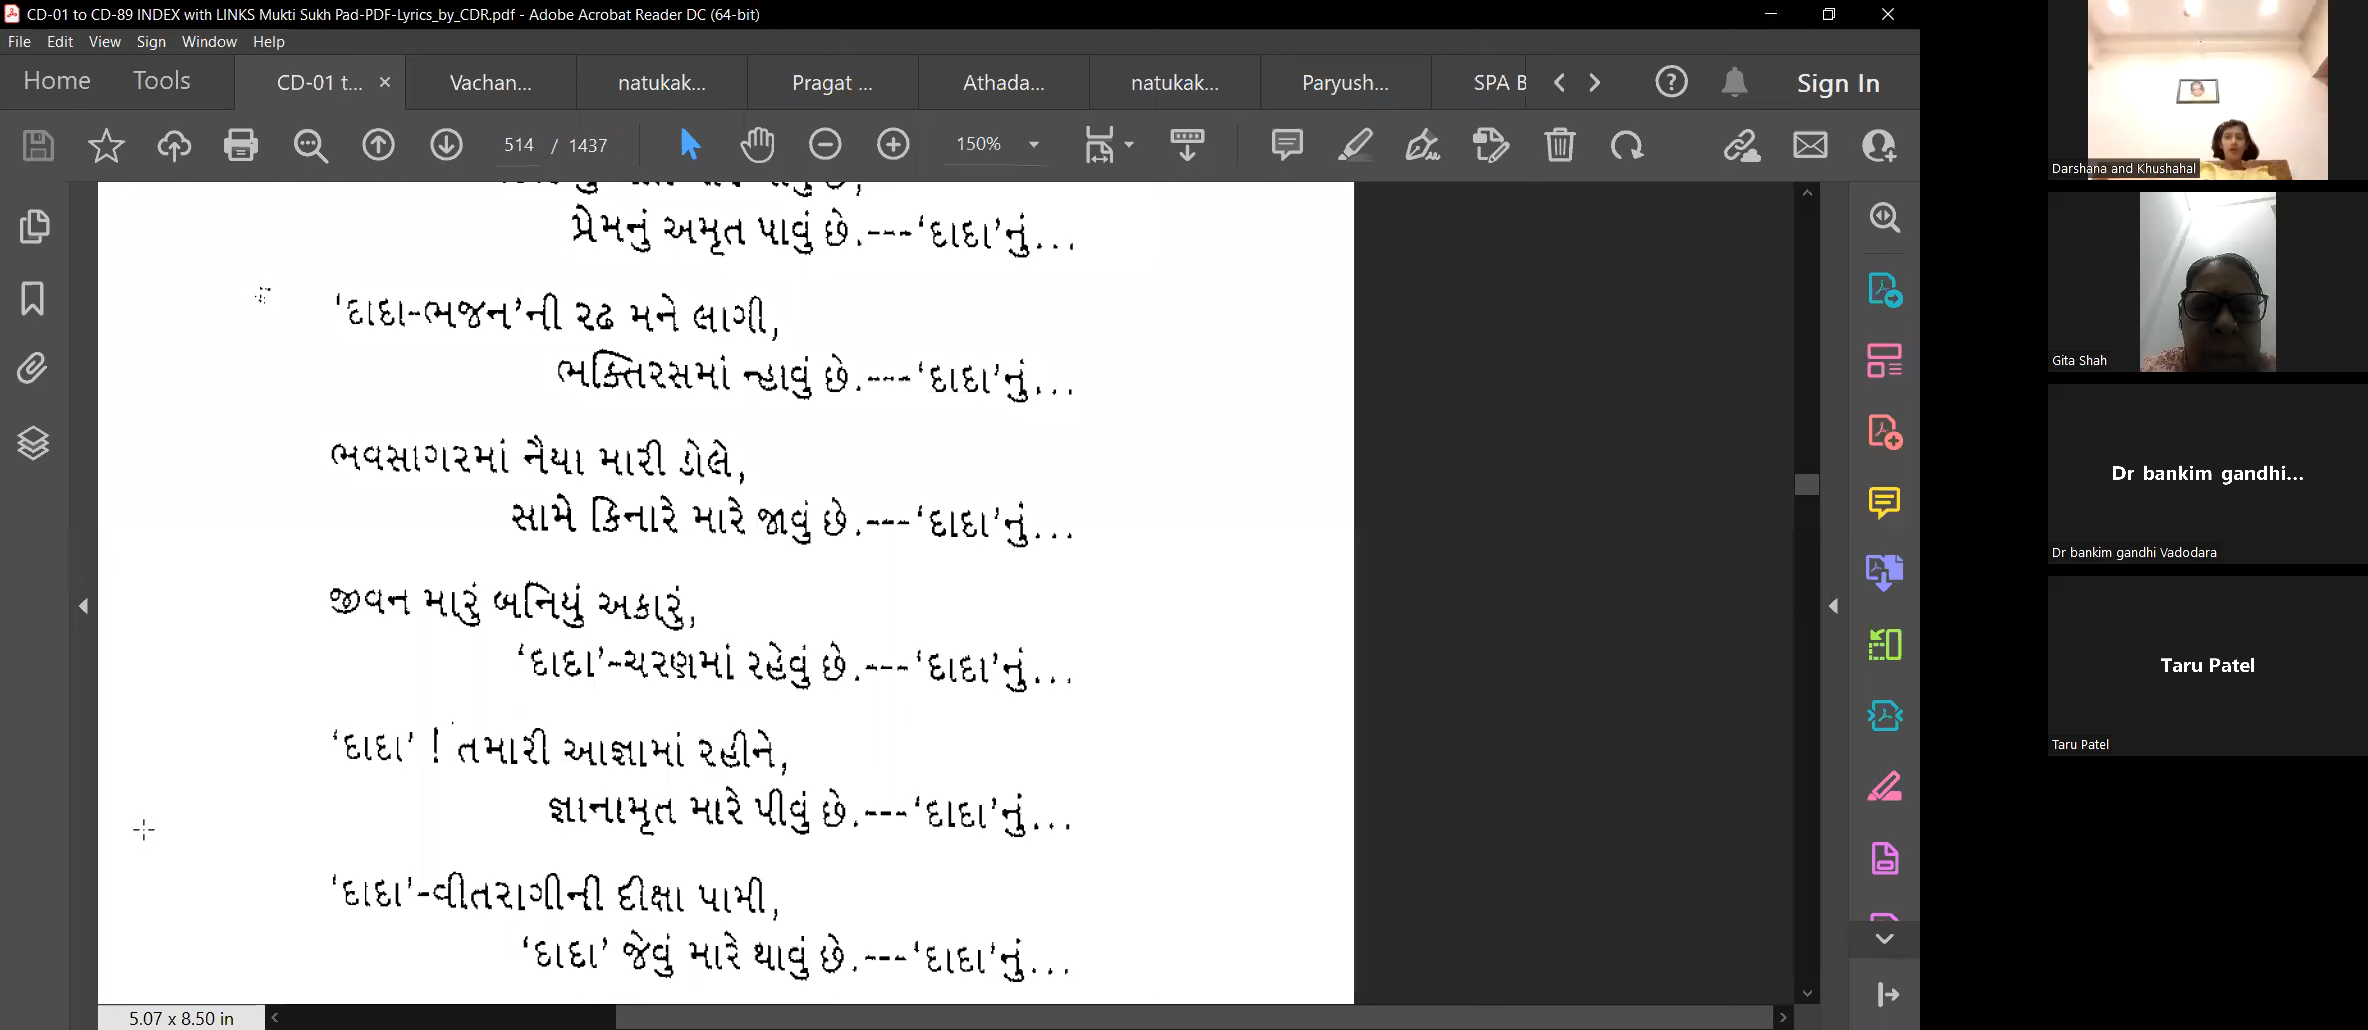 CD-01 to CD-89 INDEX with LINKS Mukti Sukh Pad-PDF-Lyrics_by_CDR.pdf - Adobe Acrobat Reader DC (64-bit)
File Edit View Sign Window Help
Home Tools CD-01 t... Vachan... natukak... Pragat ... Athada... natukak... Paryush... SPA B Sign In
514 / 1437 150%
પ્રેમનું અમૃત પાવું છે.---‘દાદા’નું...
‘દાદા-ભજન’ની રઢ મને લાગી,
ભક્તિરસમાં ન્હાવું છે.---‘દાદા’નું...
ભવસાગરમાં નૈયા મારી ડોલે,
સામે કિનારે મારે જાવું છે.---‘દાદા’નું...
જીવન મારું બનિયું અકારું,
‘દાદા’-ચરણમાં રહેવું છે.---‘દાદા’નું...
‘દાદા’ ! તમારી આજ્ઞામાં રહીને,
જ્ઞાનામૃત મારે પીવું છે.---‘દાદા’નું...
‘દાદા’-વીતરાગીની દીક્ષા પામી,
‘દાદા’ જેવું મારે થાવું છે.---‘દાદા’નું...
5.07 x 8.50 in
Darshana and Khushahal
Gita Shah
Dr bankim gandhi...
Dr bankim gandhi Vadodara
Taru Patel
Taru Patel